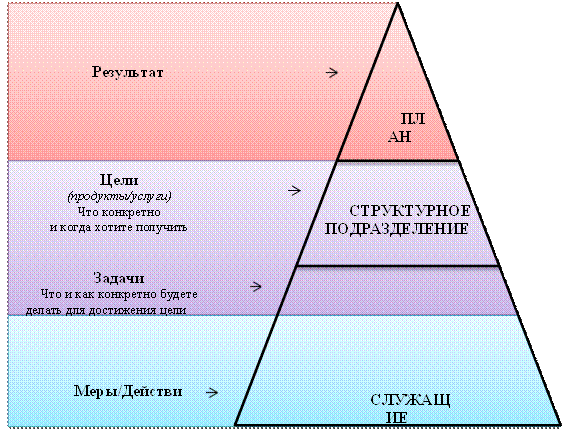 Результат
ПЛ
АН
Цели
(продукты/услуги)
Что конкретно
и когда хотите получить
СТРУКТУРНОЕ
ПОДРАЗДЕЛЕНИЕ
Задачи
Что и как конкретно будете
делать для достижения цели
Меры/Действи
СЛУЖАЩ
ИЕ